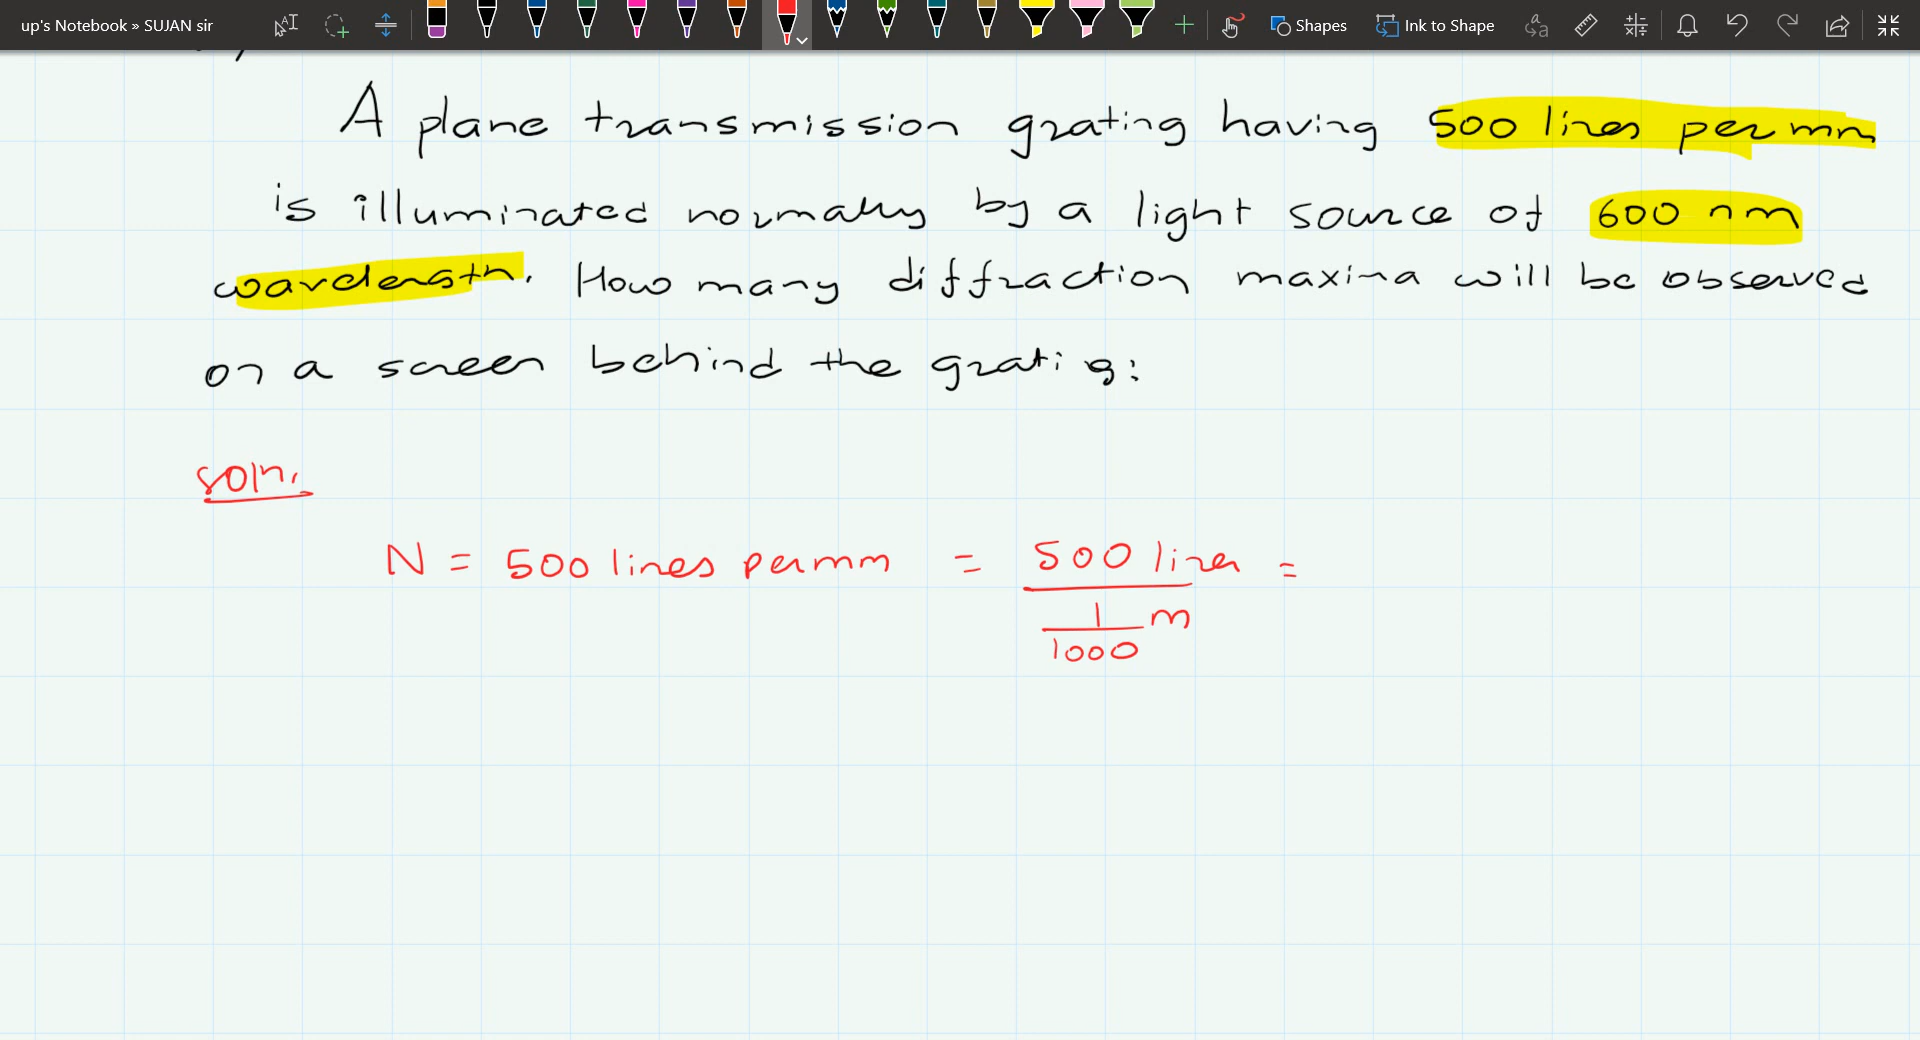 up's Notebook » SUJAN sir
Shapes
Ink to Shape
A plane transmission grating having 500 lines per mm
is illuminated normally by a light source of 600 nm
wavelength. How many diffraction maxima will be observed
on a screen behind the grating:
soln.
N = 500 lines per mm = 500 lines / 1/1000 m =